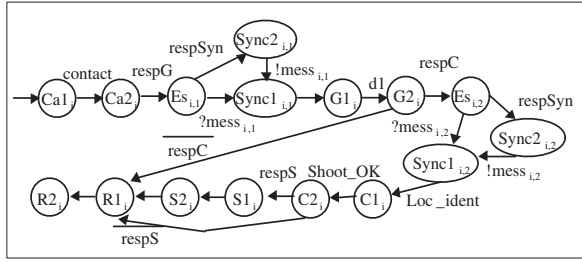 respSyn
Sync2 i,1
contact
respG
!mess i,1
d1
respC
Ca1 i
Ca2 i
Es i,1
Sync1 i,1
G1 i
G2 i
Es i,2
respSyn
?mess i,1
?mess i,2
Sync2 i,2
respC
Sync1 i,2
!mess i,2
respS
Shoot_OK
R2 i
R1 i
S2 i
S1 i
C2 i
C1 i
Loc_ident
respS